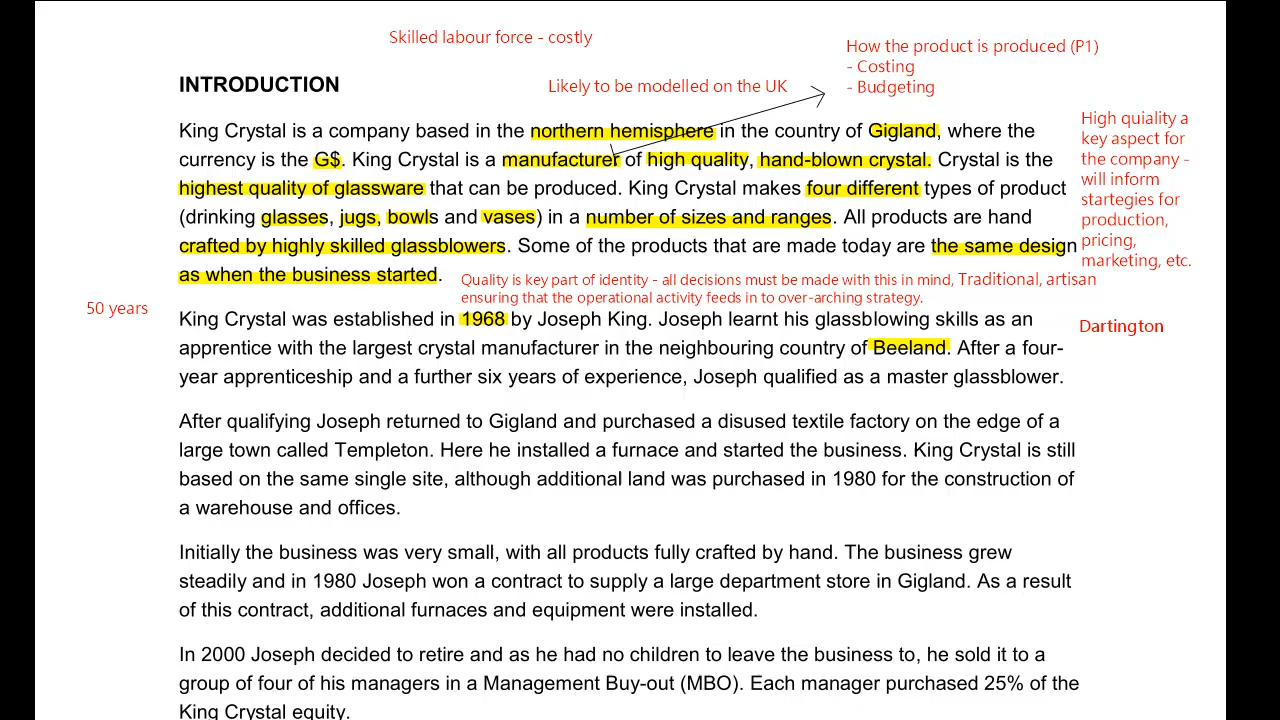 Skilled labour force - costly
How the product is produced (P1)
- Costing
- Budgeting
INTRODUCTION
Likely to be modelled on the UK
King Crystal is a company based in the northern hemisphere in the country of Gigland, where the
currency is the G$. King Crystal is a manufacturer of high quality, hand-blown crystal. Crystal is the
highest quality of glassware that can be produced. King Crystal makes four different types of product
(drinking glasses, jugs, bowls and vases) in a number of sizes and ranges. All products are hand
crafted by highly skilled glassblowers. Some of the products that are made today are the same design
as when the business started.
High quiality a
key aspect for
the company -
will inform
startegies for
production,
pricing,
marketing, etc.
Quality is key part of identity - all decisions must be made with this in mind,
ensuring that the operational activity feeds in to over-arching strategy.
Traditional, artisan
50 years
King Crystal was established in 1968 by Joseph King. Joseph learnt his glassblowing skills as an
apprentice with the largest crystal manufacturer in the neighbouring country of Beeland. After a four-
year apprenticeship and a further six years of experience, Joseph qualified as a master glassblower.
Dartington
After qualifying Joseph returned to Gigland and purchased a disused textile factory on the edge of a
large town called Templeton. Here he installed a furnace and started the business. King Crystal is still
based on the same single site, although additional land was purchased in 1980 for the construction of
a warehouse and offices.
Initially the business was very small, with all products fully crafted by hand. The business grew
steadily and in 1980 Joseph won a contract to supply a large department store in Gigland. As a result
of this contract, additional furnaces and equipment were installed.
In 2000 Joseph decided to retire and as he had no children to leave the business to, he sold it to a
group of four of his managers in a Management Buy-out (MBO). Each manager purchased 25% of the
King Crystal equity.